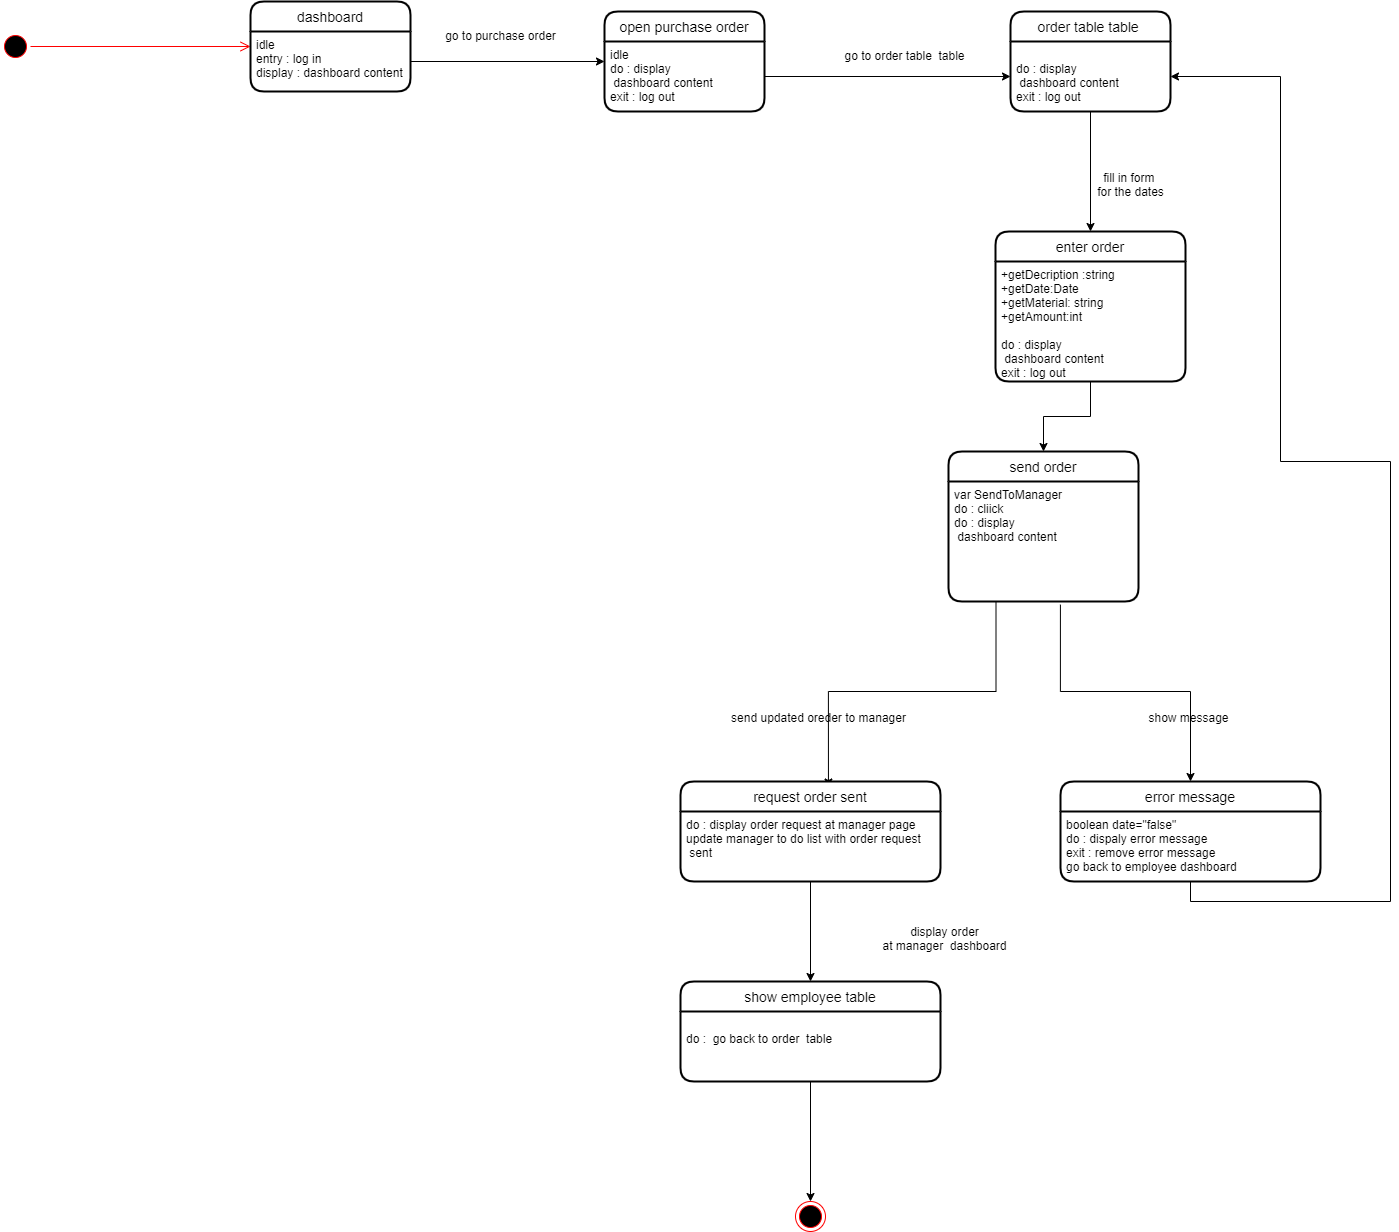 dashboard
idle
entry : log in
display : dashboard content
go to purchase order
open purchase order
idle
do : display
dashboard content
exit : log out
go to order table  table
order table table
do : display
dashboard content
exit : log out
fill in form
for the dates
enter order
+getDecription :string
+getDate:Date
+getMaterial: string
+getAmount:int
do : display
dashboard content
exit : log out
send order
var SendToManager
do : cliick
do : display
dashboard content
send updated oreder to manager
show message
request order sent
do : display order request at manager page
update manager to do list with order request
sent
error message
boolean date="false"
do : dispaly error message
exit : remove error message
go back to employee dashboard
display order
at manager  dashboard
show employee table
do :  go back to order  table